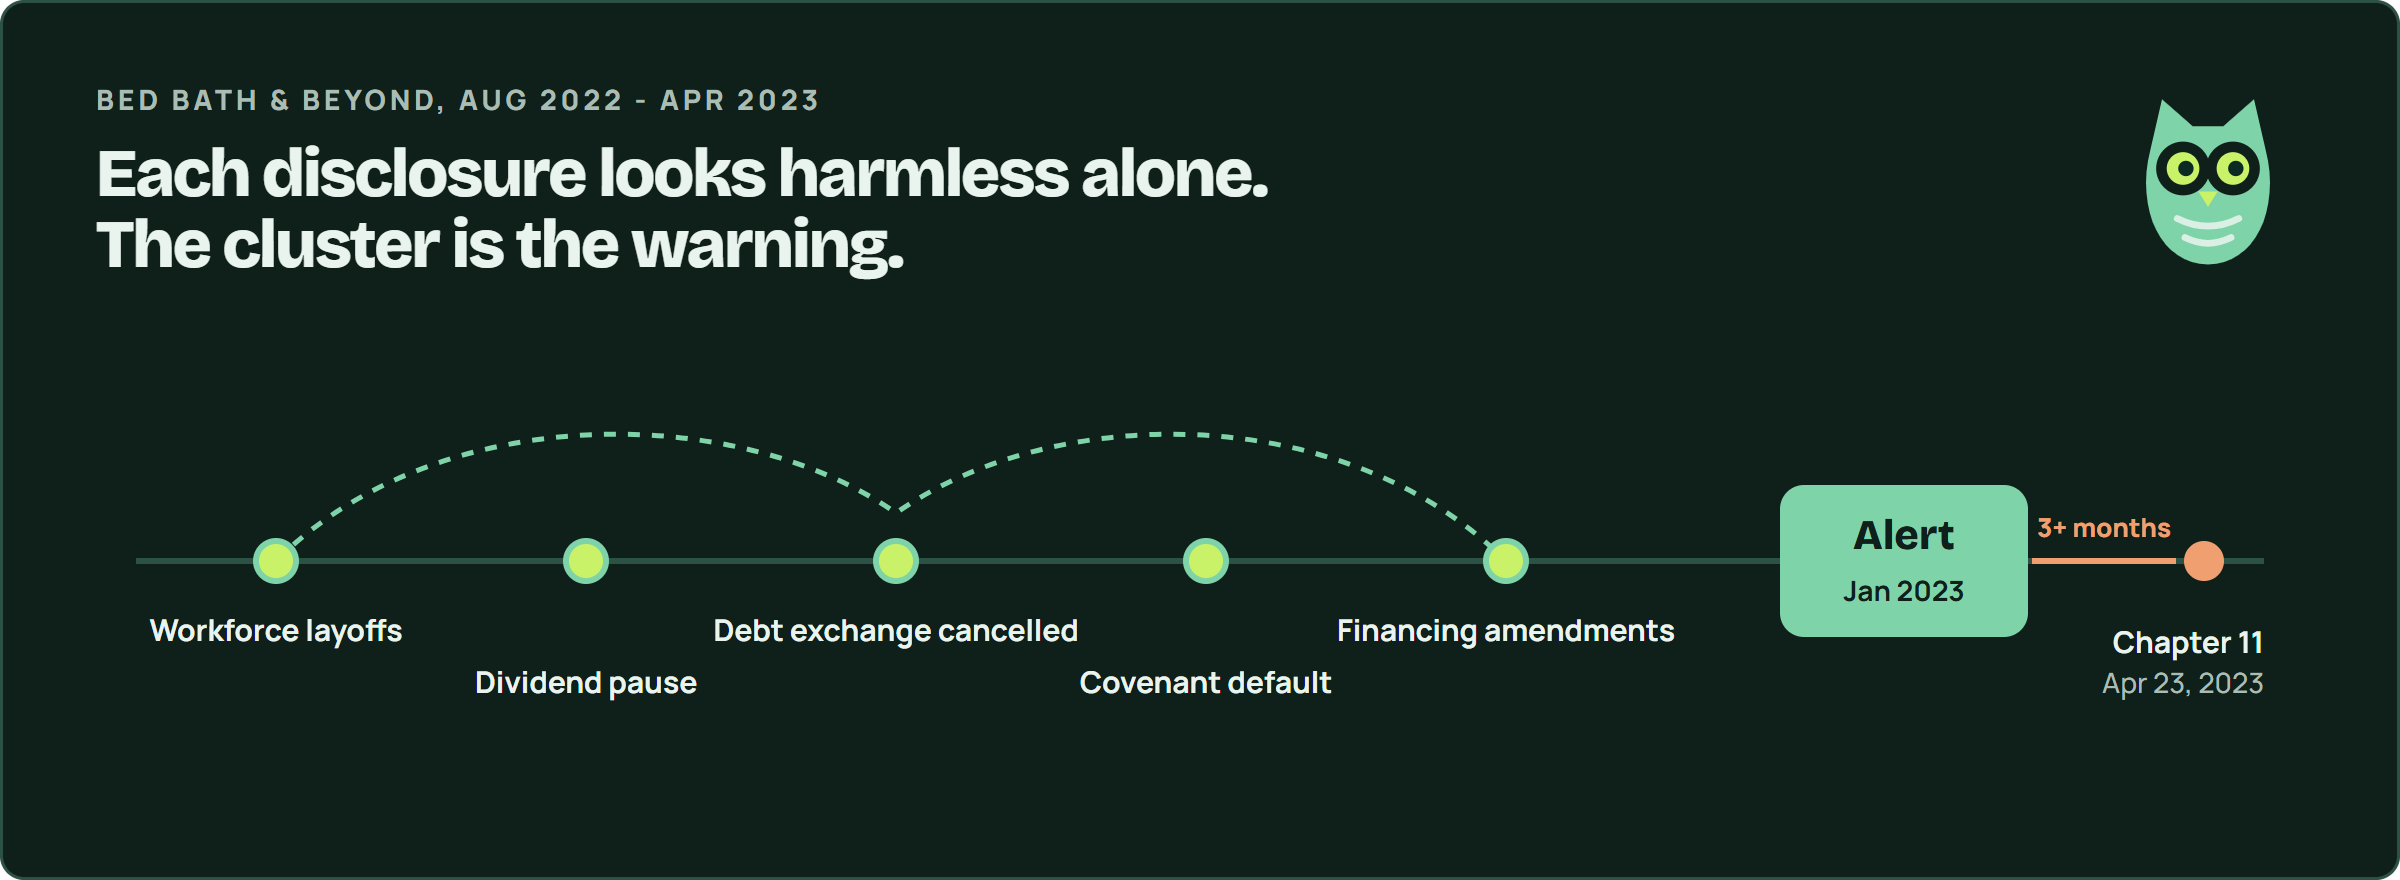 BED BATH & BEYOND, AUG 2022 - APR 2023
Each disclosure looks harmless alone.
The cluster is the warning.
Alert
Jan 2023
3+ months
Workforce layoffs
Dividend pause
Debt exchange cancelled
Covenant default
Financing amendments
Chapter 11
Apr 23, 2023